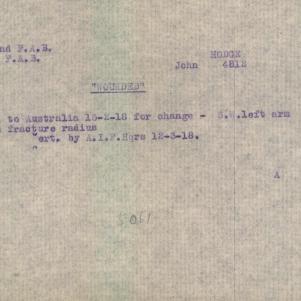 nd F.A.B.
F.A.B.
HODGE
John 4812
"WOUNDED"
to Australia 15-2-18 for change - S.W.left arm
fracture radius
ert. by A.I.F.Hqrs 12-3-18.
"
A
5061